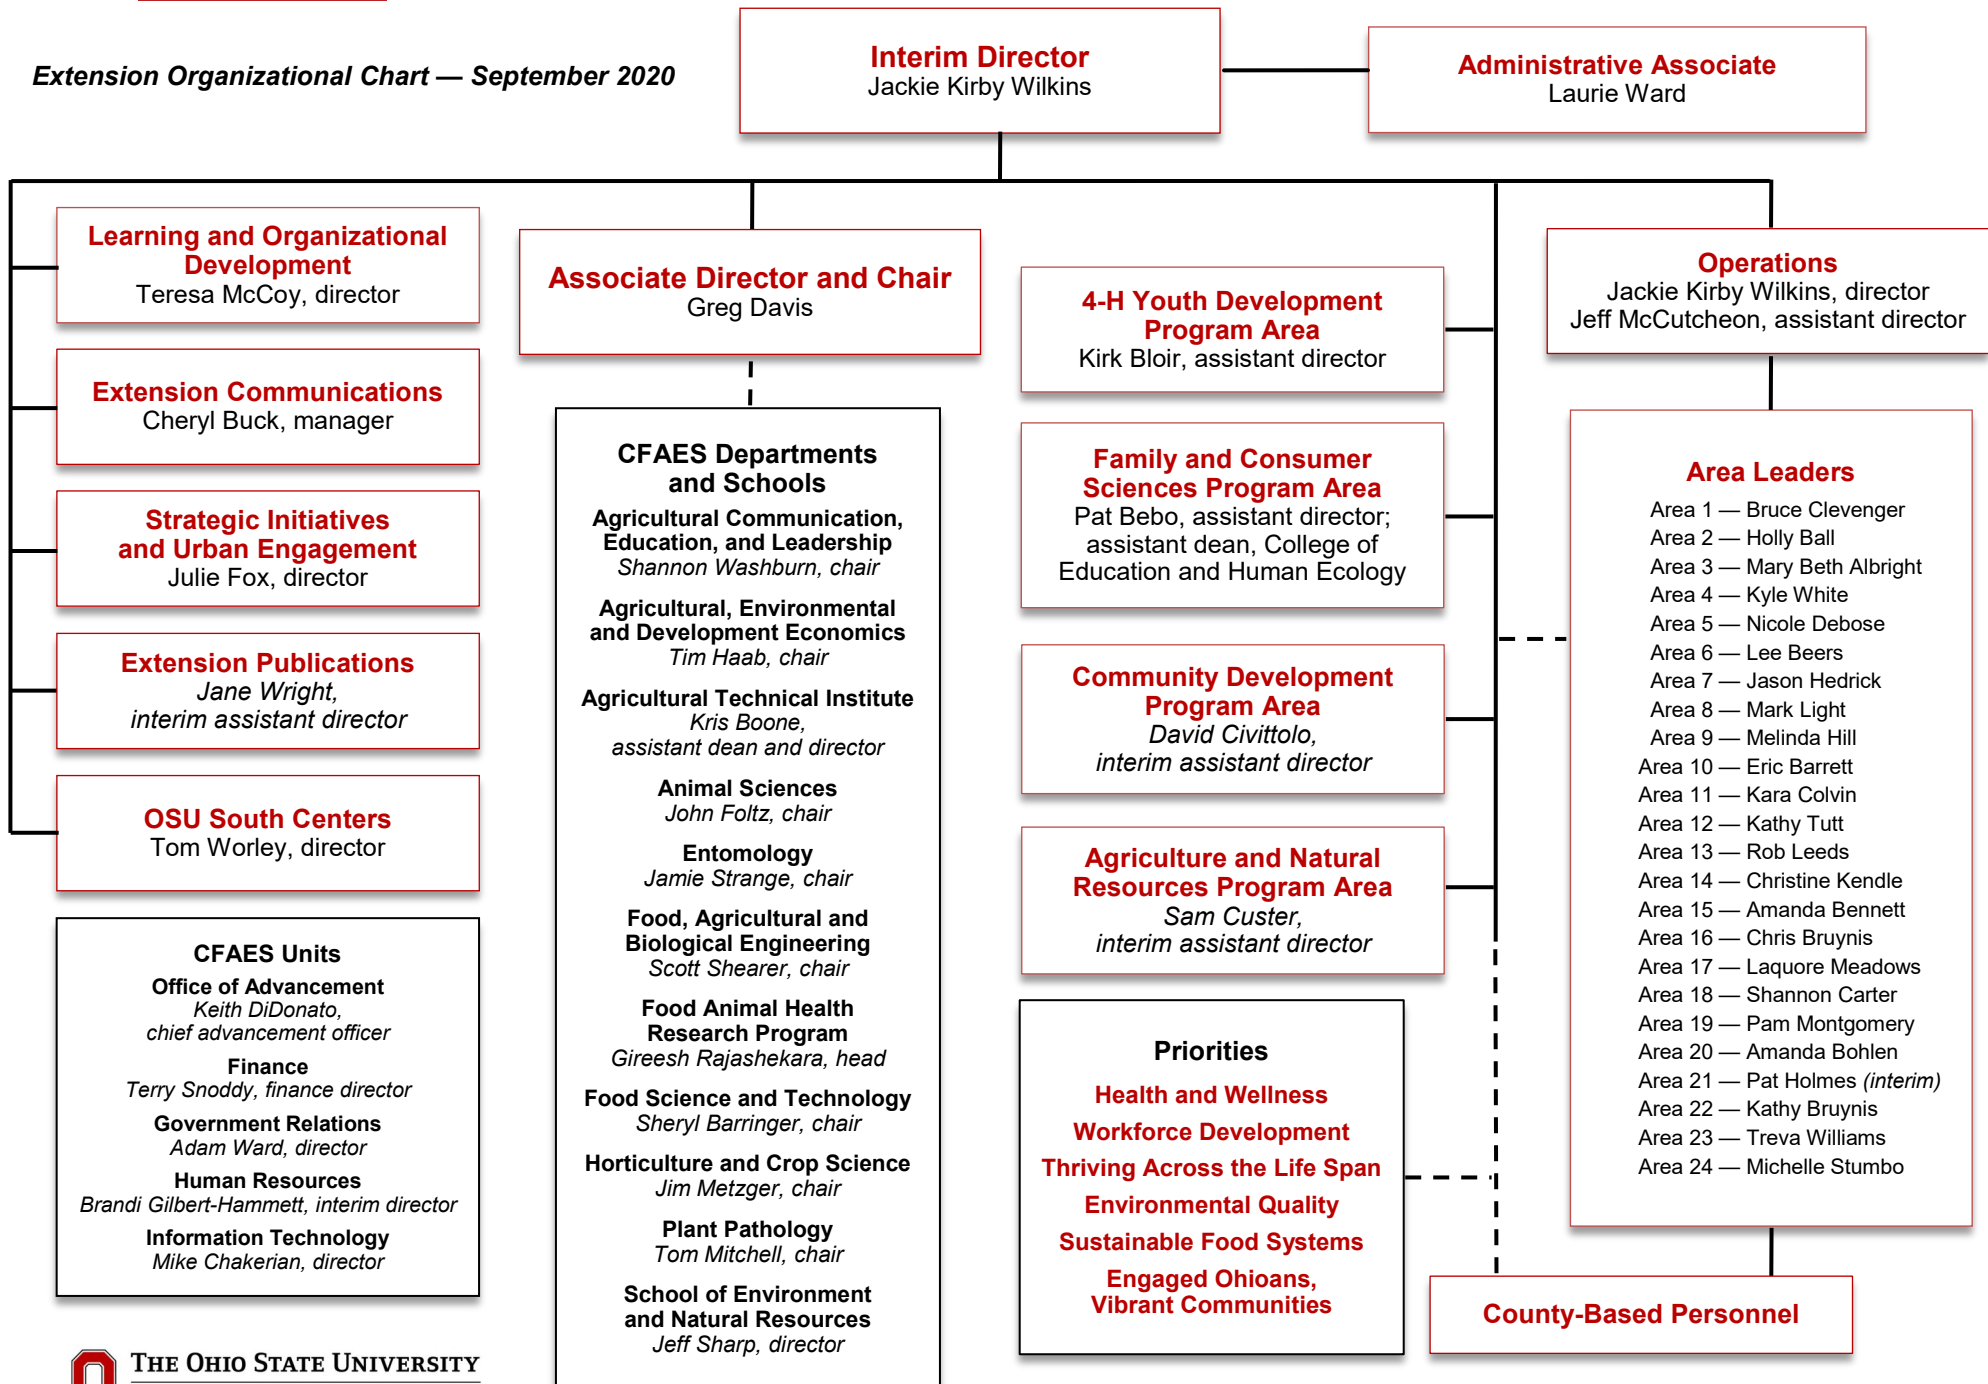 Extension Organizational Chart — September 2020
Interim Director
Jackie Kirby Wilkins
Administrative Associate
Laurie Ward
Learning and Organizational
Development
Teresa McCoy, director
Extension Communications
Cheryl Buck, manager
Strategic Initiatives
and Urban Engagement
Julie Fox, director
Extension Publications
Jane Wright,
interim assistant director
OSU South Centers
Tom Worley, director
CFAES Units
Office of Advancement
Keith DiDonato,
chief advancement officer
Finance
Terry Snoddy, finance director
Government Relations
Adam Ward, director
Human Resources
Brandi Gilbert-Hammett, interim director
Information Technology
Mike Chakerian, director
THE OHIO STATE UNIVERSITY
Associate Director and Chair
Greg Davis
CFAES Departments
and Schools
Agricultural Communication,
Education, and Leadership
Shannon Washburn, chair
Agricultural, Environmental
and Development Economics
Tim Haab, chair
Agricultural Technical Institute
Kris Boone,
assistant dean and director
Animal Sciences
John Foltz, chair
Entomology
Jamie Strange, chair
Food, Agricultural and
Biological Engineering
Scott Shearer, chair
Food Animal Health
Research Program
Gireesh Rajashekara, head
Food Science and Technology
Sheryl Barringer, chair
Horticulture and Crop Science
Jim Metzger, chair
Plant Pathology
Tom Mitchell, chair
School of Environment
and Natural Resources
Jeff Sharp, director
4-H Youth Development
Program Area
Kirk Bloir, assistant director
Family and Consumer
Sciences Program Area
Pat Bebo, assistant director;
assistant dean, College of
Education and Human Ecology
Community Development
Program Area
David Civittolo,
interim assistant director
Agriculture and Natural
Resources Program Area
Sam Custer,
interim assistant director
Priorities
Health and Wellness
Workforce Development
Thriving Across the Life Span
Environmental Quality
Sustainable Food Systems
Engaged Ohioans,
Vibrant Communities
Operations
Jackie Kirby Wilkins, director
Jeff McCutcheon, assistant director
Area Leaders
Area 1 — Bruce Clevenger
Area 2 — Holly Ball
Area 3 — Mary Beth Albright
Area 4 — Kyle White
Area 5 — Nicole Debose
Area 6 — Lee Beers
Area 7 — Jason Hedrick
Area 8 — Mark Light
Area 9 — Melinda Hill
Area 10 — Eric Barrett
Area 11 — Kara Colvin
Area 12 — Kathy Tutt
Area 13 — Rob Leeds
Area 14 — Christine Kendle
Area 15 — Amanda Bennett
Area 16 — Chris Bruynis
Area 17 — Laquore Meadows
Area 18 — Shannon Carter
Area 19 — Pam Montgomery
Area 20 — Amanda Bohlen
Area 21 — Pat Holmes (interim)
Area 22 — Kathy Bruynis
Area 23 — Treva Williams
Area 24 — Michelle Stumbo
County-Based Personnel